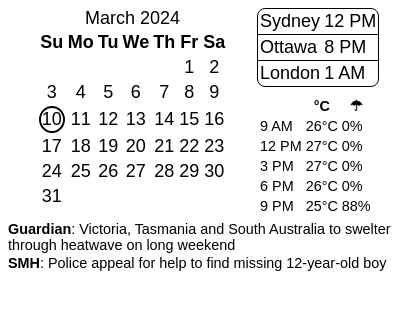 March 2024
Su Mo Tu We Th Fr Sa
1 2
3 4 5 6 7 8 9
10 11 12 13 14 15 16
17 18 19 20 21 22 23
24 25 26 27 28 29 30
31
Sydney 12 PM
Ottawa 8 PM
London 1 AM
°C ☂
9 AM 26°C 0%
12 PM 27°C 0%
3 PM 27°C 0%
6 PM 26°C 0%
9 PM 25°C 88%
Guardian: Victoria, Tasmania and South Australia to swelter
through heatwave on long weekend
SMH: Police appeal for help to find missing 12-year-old boy